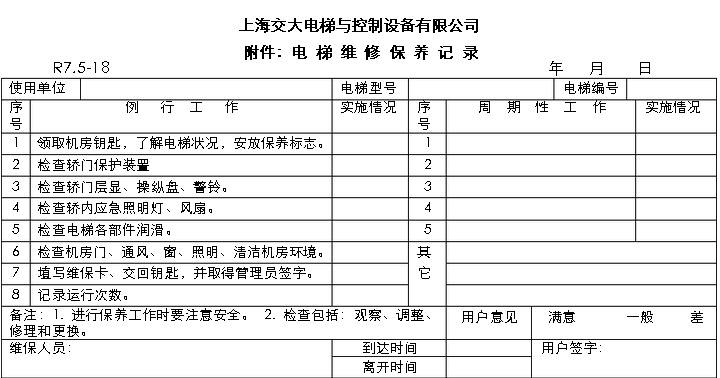 上海交大电梯与控制设备有限公司
附件: 电 梯 维 修 保 养 记 录
R7.5-18 年 月 日
使用单位 电梯型号 电梯编号
序号 例 行 工 作 实施情况 序号 周 期 性 工 作 实施情况
1 领取机房钥匙，了解电梯状况，安放保养标志。 1
2 检查轿门保护装置 2
3 检查轿门层显、操纵盘、警铃。 3
4 检查轿内应急照明灯、风扇。 4
5 检查电梯各部件润滑。 5
6 检查机房门、通风、窗、照明、清洁机房环境。 其
7 填写维保卡、交回钥匙，并取得管理员签字。 它
8 记录运行次数。
备注: 1. 进行保养工作时要注意安全。 2. 检查包括: 观察、调整、
修理和更换。
用户意见 满意 一般 差
维保人员: 到达时间 用户签字:
离开时间